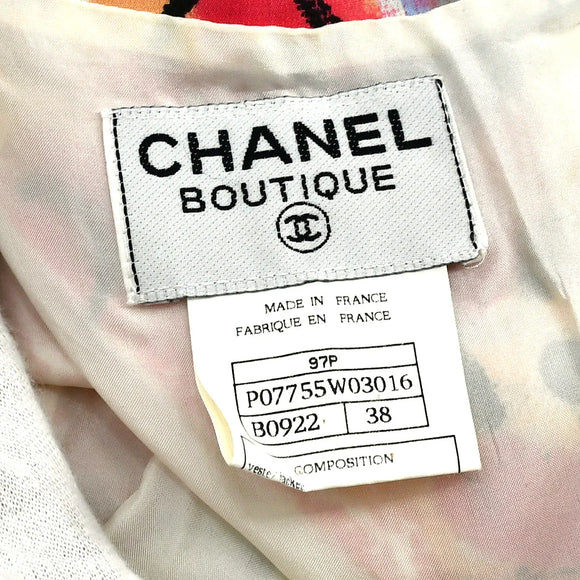 CHANEL
BOUTIQUE
MADE IN FRANCE
FABRIQUE EN FRANCE
97P
P07755W03016
B0922 38
COMPOSITION